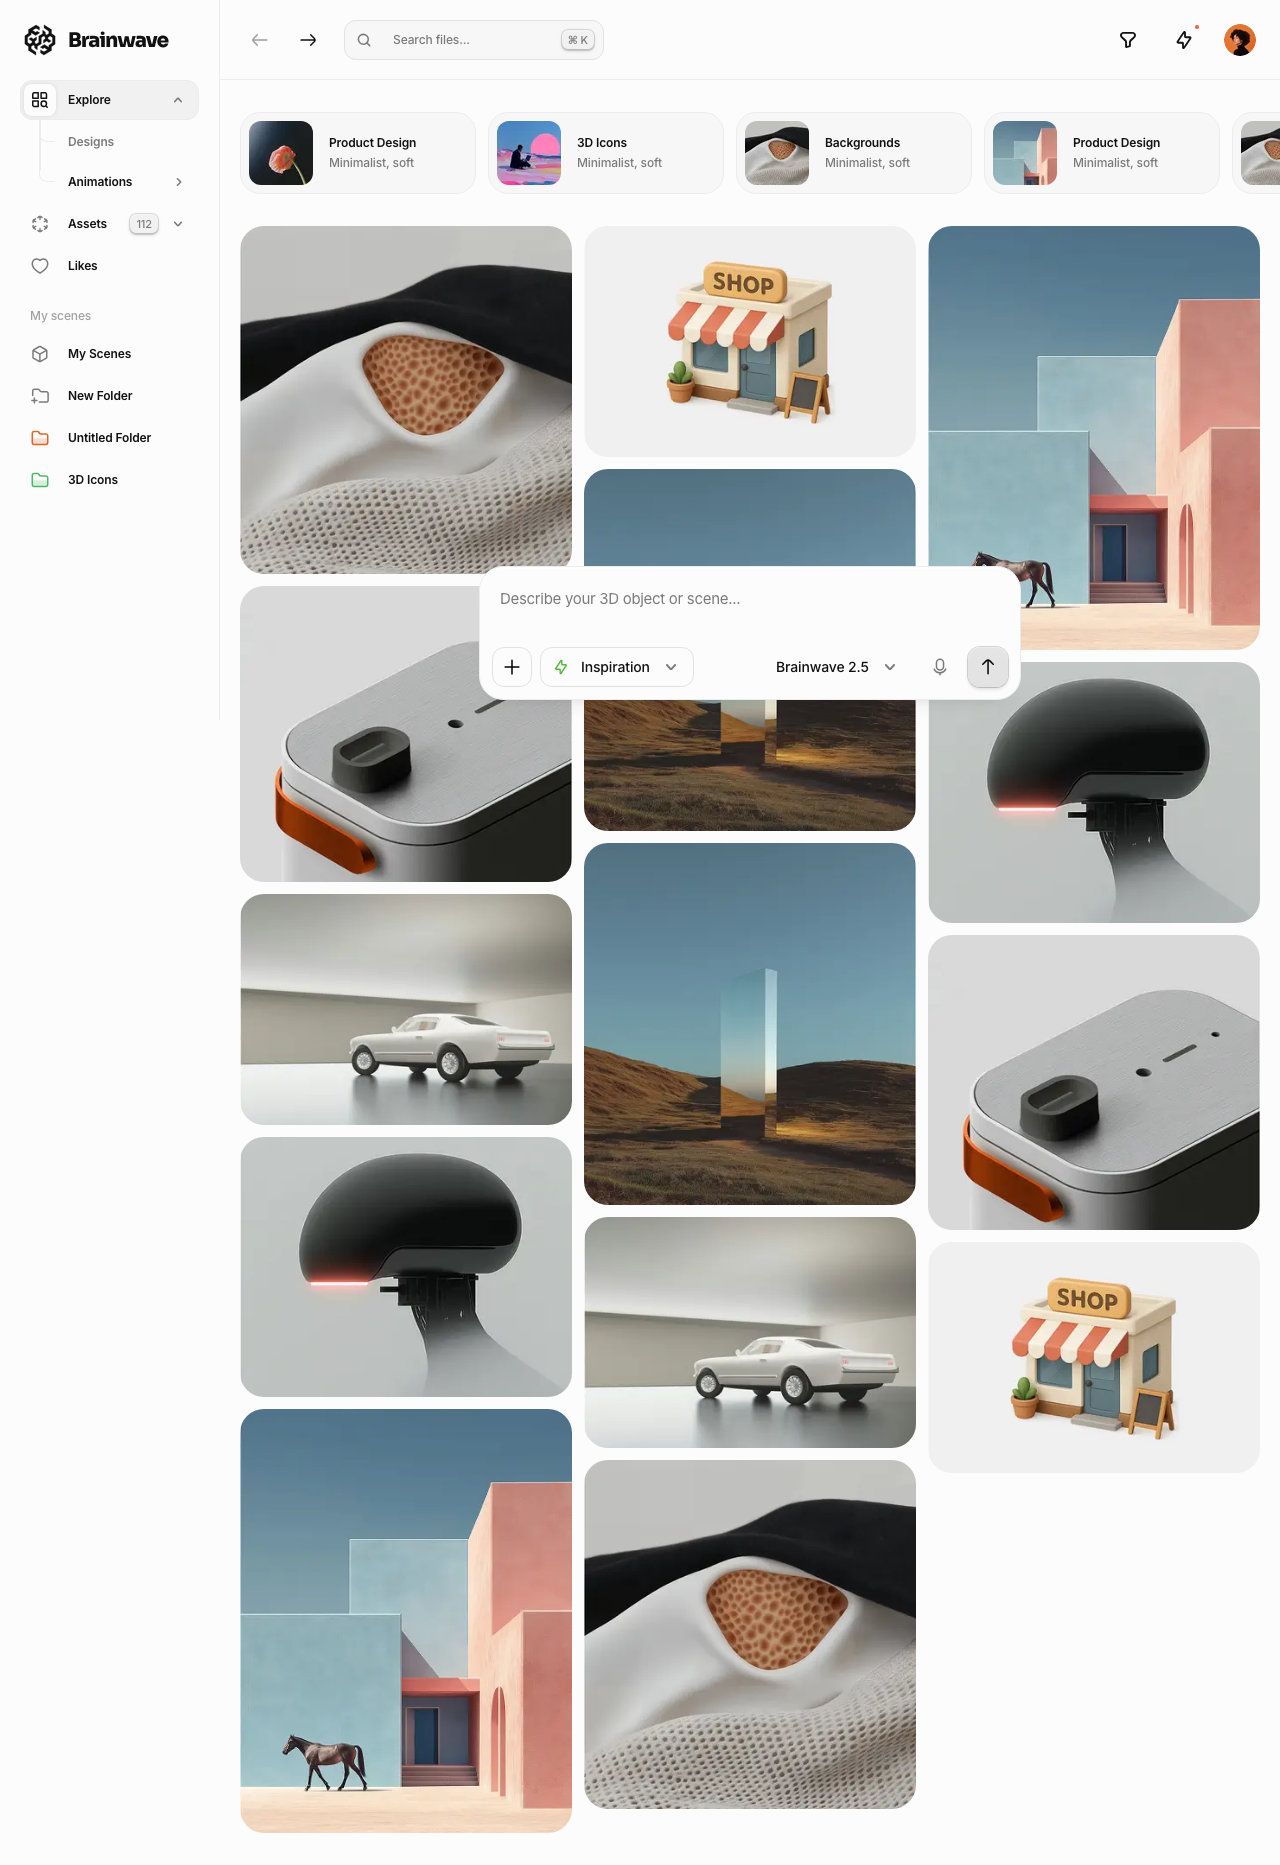 Brainwave
Search files...
⌘ K
Explore
Designs
Animations
Assets 112
Likes
My scenes
My Scenes
New Folder
Untitled Folder
3D Icons
Product Design
Minimalist, soft
3D Icons
Minimalist, soft
Backgrounds
Minimalist, soft
Product Design
Minimalist, soft
SHOP
Describe your 3D object or scene...
Inspiration
Brainwave 2.5
SHOP